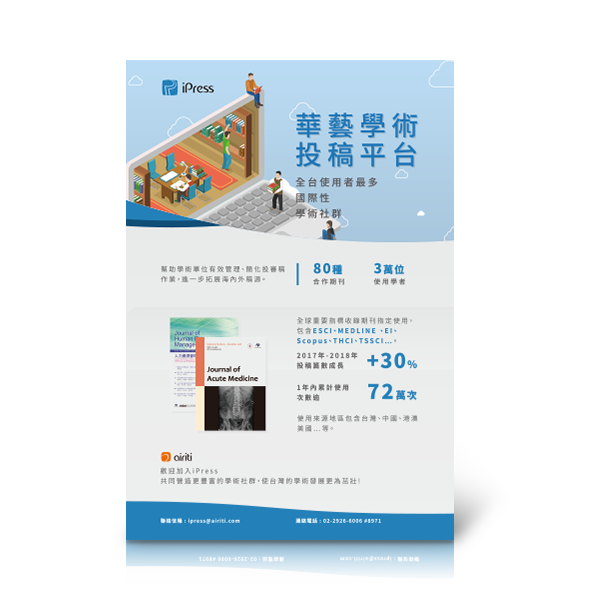 iPress
華藝學術
投稿平台
全台使用者最多
國際性
學術社群
幫助學術單位有效管理、簡化投審稿
作業,進一步拓展海內外稿源。
80種
合作期刊
3萬位
使用學者
全球重要指標收錄期刊指定使用,
包含ESCI、MEDLINE、EI、
Scopus、THCI、TSSCI...。
2017年-2018年
投稿篇數成長
+30%
1年內累計使用
次數逾
72萬次
使用來源地區包含台灣、中國、港澳
美國...等。
Journal of
Human
Manage
Journal of
Acute Medicine
airiti
歡迎加入iPress
共同營造更豐富的學術社群,使台灣的學術發展更為茁壯!
聯絡信箱:ipress@airiti.com
連絡電話:02-2926-6006 #8971